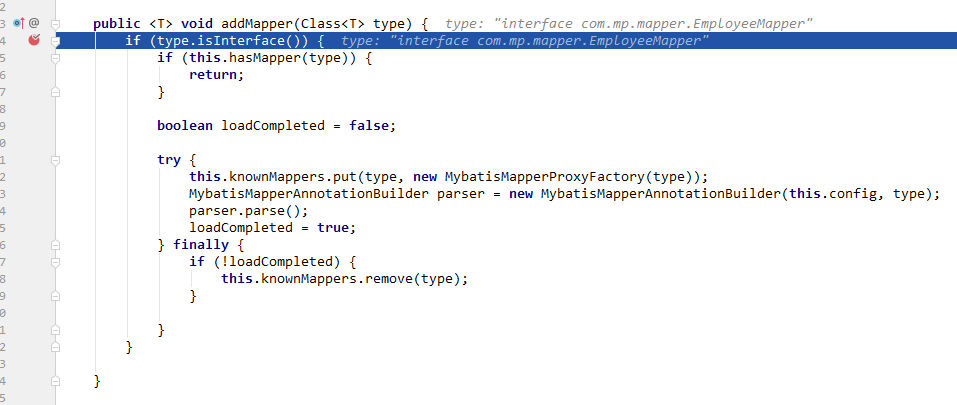 2
3 @ public <T> void addMapper(Class<T> type) { type: "interface com.mp.mapper.EmployeeMapper"
4 if (type.isInterface()) { type: "interface com.mp.mapper.EmployeeMapper"
5 if (this.hasMapper(type)) {
6 return;
7 }
8
9 boolean loadCompleted = false;
0
1 try {
2 this.knownMappers.put(type, new MybatisMapperProxyFactory(type));
3 MybatisMapperAnnotationBuilder parser = new MybatisMapperAnnotationBuilder(this.config, type);
4 parser.parse();
5 loadCompleted = true;
6 } finally {
7 if (!loadCompleted) {
8 this.knownMappers.remove(type);
9 }
0
1 }
2 }
3
4 }
5